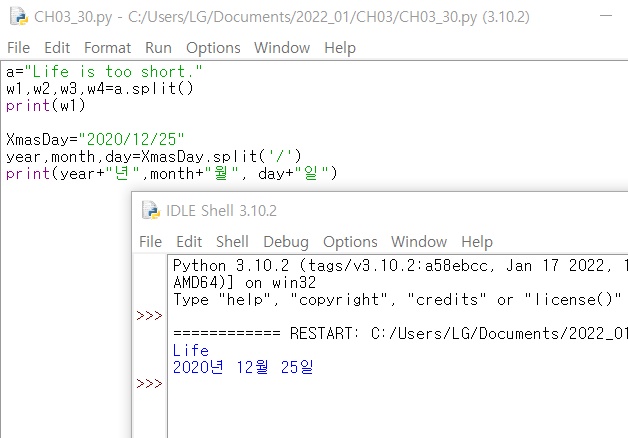 CH03_30.py - C:/Users/LG/Documents/2022_01/CH03/CH03_30.py (3.10.2)
File Edit Format Run Options Window Help
a="Life is too short."
w1,w2,w3,w4=a.split()
print(w1)
XmasDay="2020/12/25"
year,month,day=XmasDay.split('/')
print(year+"년",month+"월", day+"일")
IDLE Shell 3.10.2
File Edit Shell Debug Options Window Help
Python 3.10.2 (tags/v3.10.2:a58ebcc, Jan 17 2022, 1
AMD64)] on win32
Type "help", "copyright", "credits" or "license()"
>>>
============ RESTART: C:/Users/LG/Documents/2022_01
Life
2020년 12월 25일
>>>